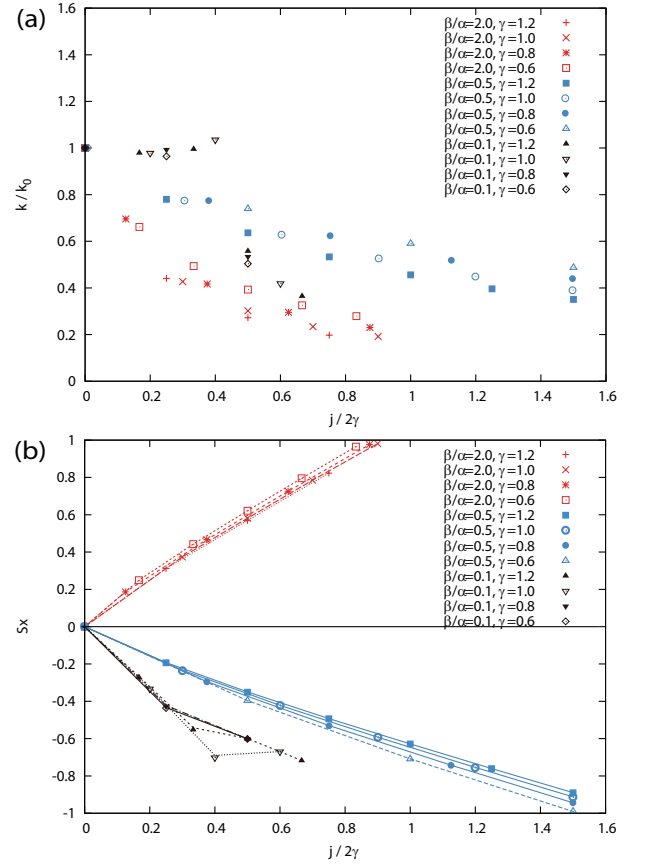 (a)
1.6
1.4
1.2
1
0.8
0.6
0.4
0.2
0
k / k₀
0 0.2 0.4 0.6 0.8 1 1.2 1.4 1.6
j / 2γ
β/α=2.0, γ=1.2
β/α=2.0, γ=1.0
β/α=2.0, γ=0.8
β/α=2.0, γ=0.6
β/α=0.5, γ=1.2
β/α=0.5, γ=1.0
β/α=0.5, γ=0.8
β/α=0.5, γ=0.6
β/α=0.1, γ=1.2
β/α=0.1, γ=1.0
β/α=0.1, γ=0.8
β/α=0.1, γ=0.6
(b)
1
0.8
0.6
0.4
0.2
0
-0.2
-0.4
-0.6
-0.8
-1
Sx
0 0.2 0.4 0.6 0.8 1 1.2 1.4 1.6
j / 2γ
β/α=2.0, γ=1.2
β/α=2.0, γ=1.0
β/α=2.0, γ=0.8
β/α=2.0, γ=0.6
β/α=0.5, γ=1.2
β/α=0.5, γ=1.0
β/α=0.5, γ=0.8
β/α=0.5, γ=0.6
β/α=0.1, γ=1.2
β/α=0.1, γ=1.0
β/α=0.1, γ=0.8
β/α=0.1, γ=0.6